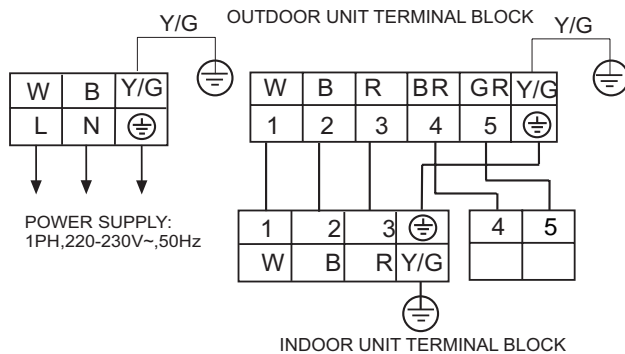 Y/G OUTDOOR UNIT TERMINAL BLOCK Y/G
W B Y/G
L N
W B R BR GR Y/G
1 2 3 4 5
POWER SUPPLY:
1PH,220-230V~,50Hz
1 2 3
W B R Y/G
4 5
INDOOR UNIT TERMINAL BLOCK